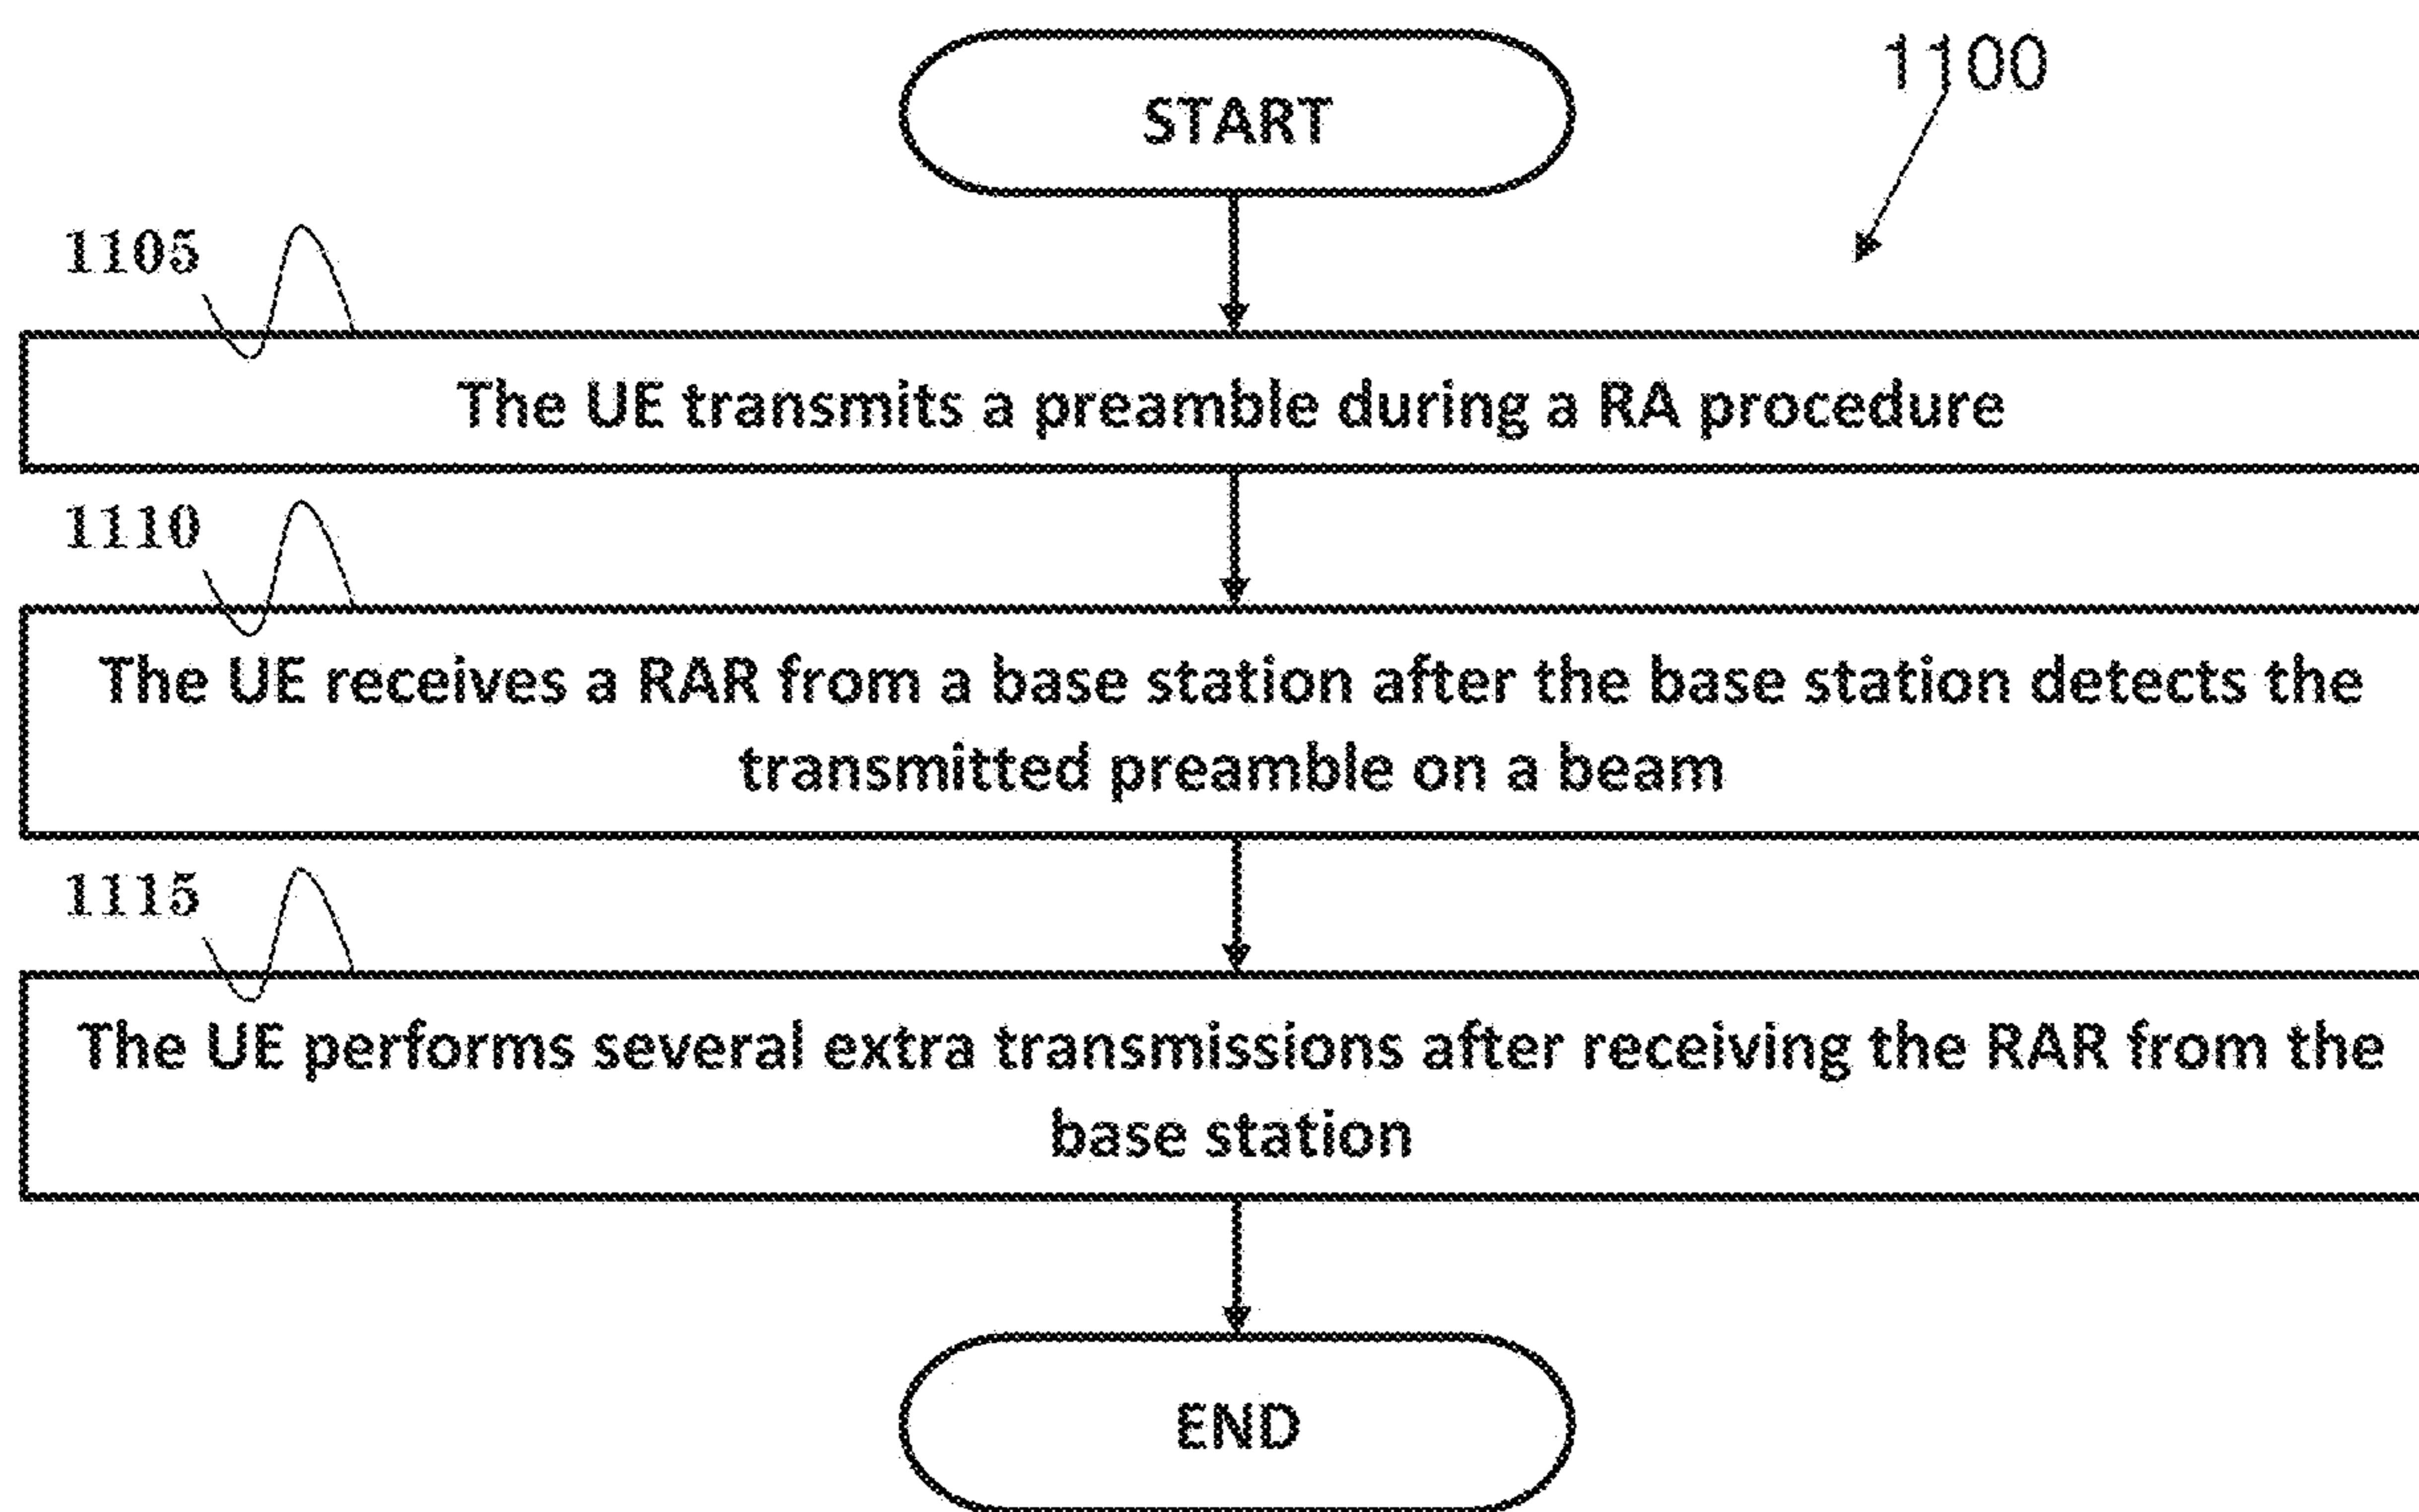 START
1100
1105
The UE transmits a preamble during a RA procedure
1110
The UE receives a RAR from a base station after the base station detects the
transmitted preamble on a beam
1115
The UE performs several extra transmissions after receiving the RAR from the
base station
END